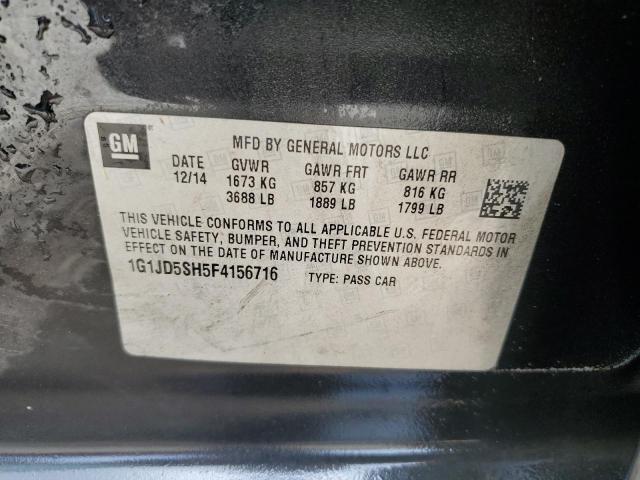 GM
MFD BY GENERAL MOTORS LLC
DATE GVWR GAWR FRT GAWR RR
12/14 1673 KG 857 KG 816 KG
3688 LB 1889 LB 1799 LB
THIS VEHICLE CONFORMS TO ALL APPLICABLE U.S. FEDERAL MOTOR
VEHICLE SAFETY, BUMPER, AND THEFT PREVENTION STANDARDS IN
EFFECT ON THE DATE OF MANUFACTURE SHOWN ABOVE.
1G1JD5SH5F4156716 TYPE: PASS CAR